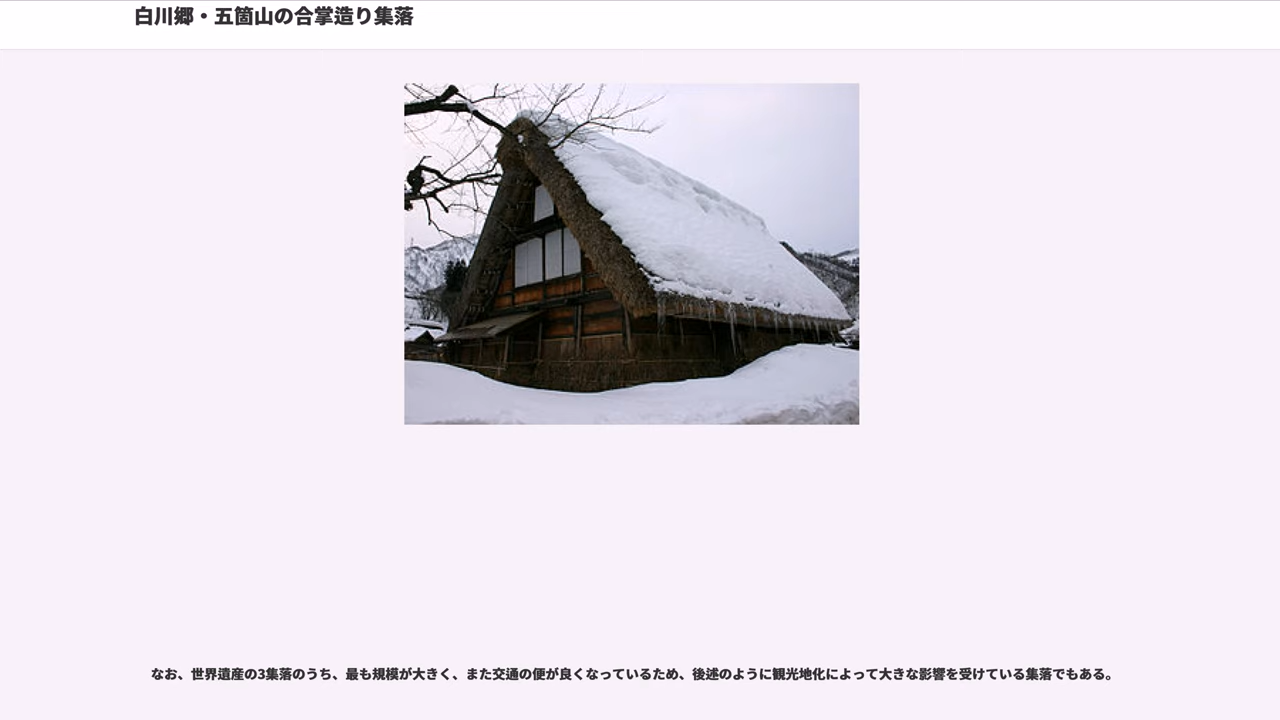 白川郷・五箇山の合掌造り集落
なお、世界遺産の3集落のうち、最も規模が大きく、また交通の便が良くなっているため、後述のように観光地化によって大きな影響を受けている集落でもある。